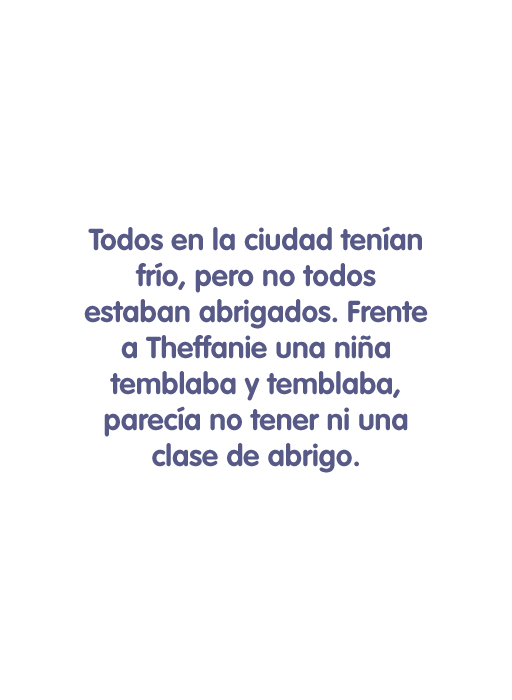 Todos en la ciudad tenían
frío, pero no todos
estaban abrigados. Frente
a Theffanie una niña
temblaba y temblaba,
parecía no tener ni una
clase de abrigo.